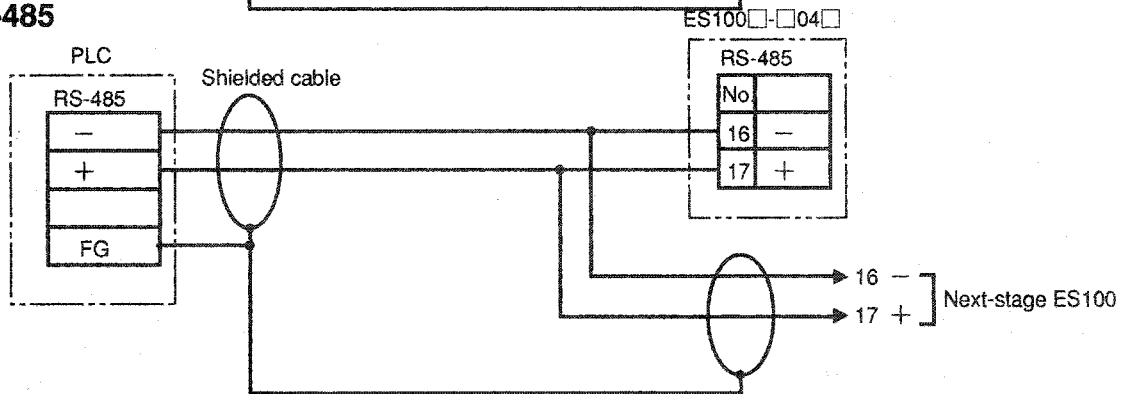 -485
ES100□-□04□
PLC
Shielded cable
RS-485
−
+
FG
RS-485
No.
16 −
17 +
16 −
17 +
Next-stage ES100